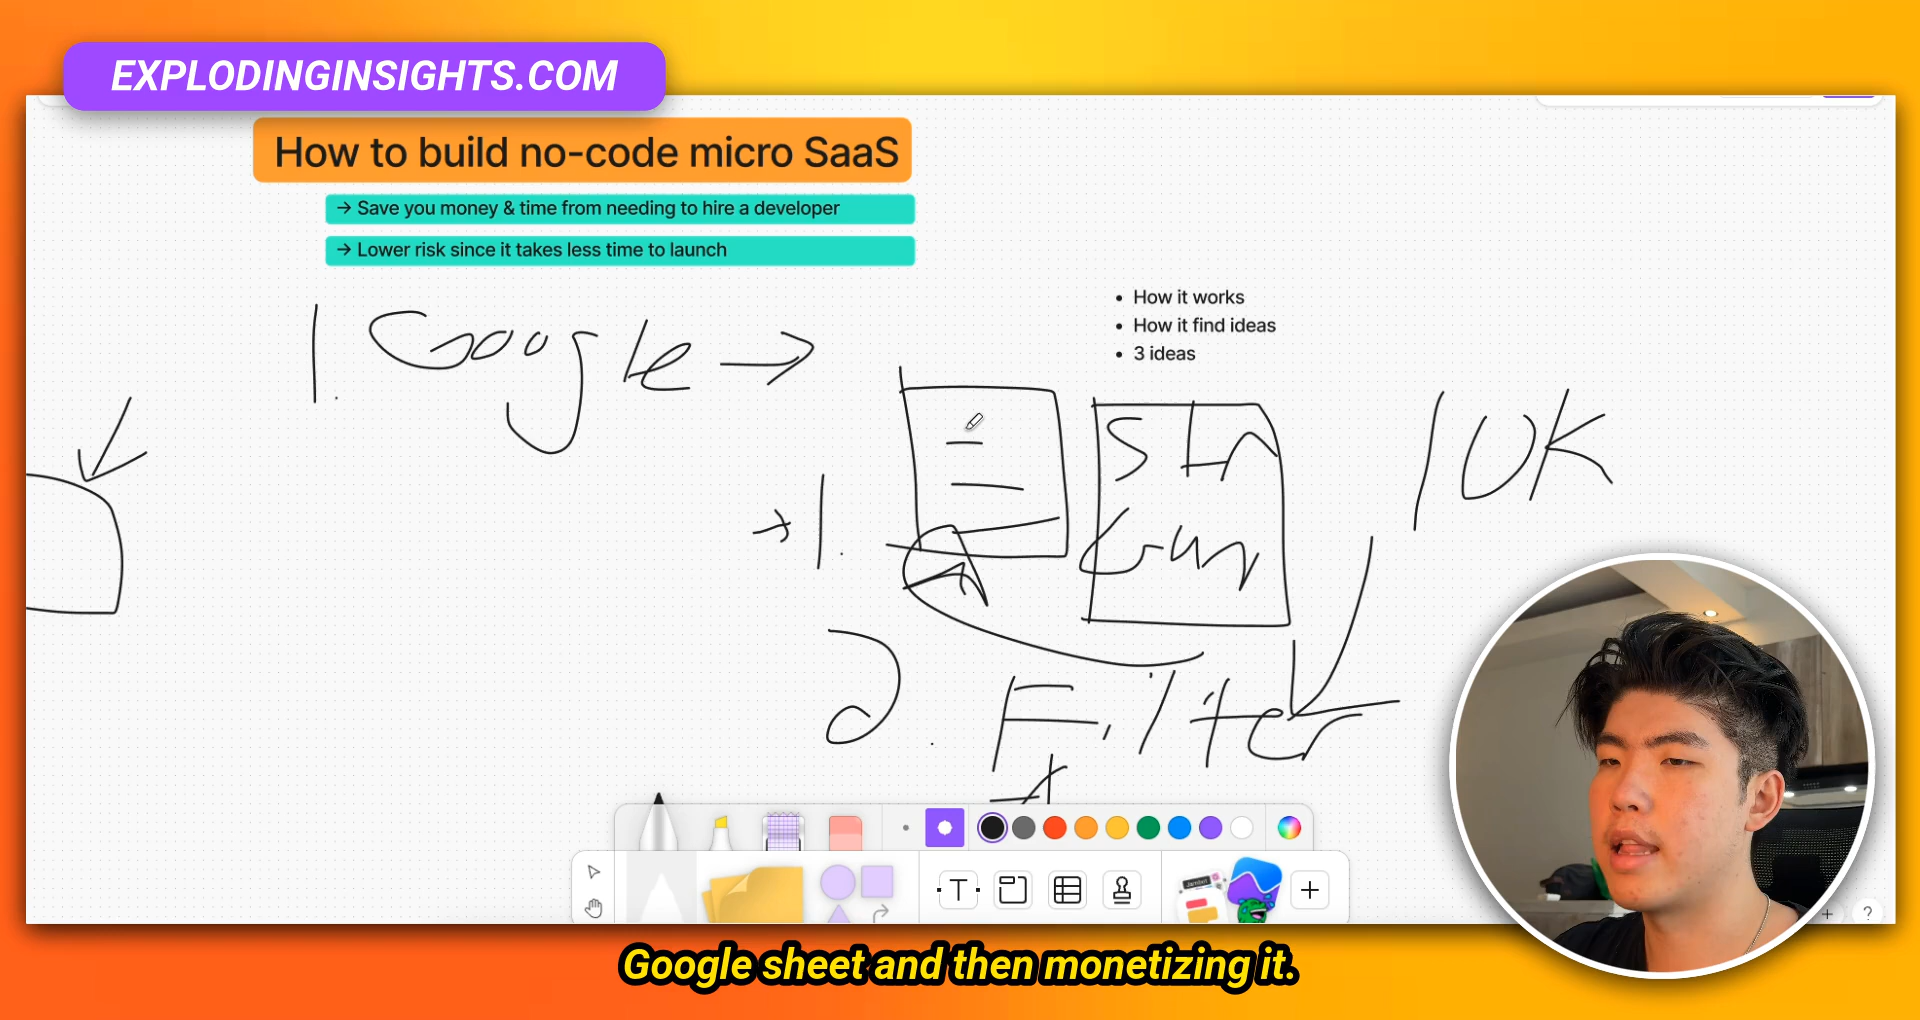 EXPLODINGINSIGHTS.COM
How to build no-code micro SaaS
→ Save you money & time from needing to hire a developer
→ Lower risk since it takes less time to launch
• How it works
• How it find ideas
• 3 ideas
1. Google →
10K
→ 1.
2. Filter
T
+
+ ?
Google sheet and then monetizing it.